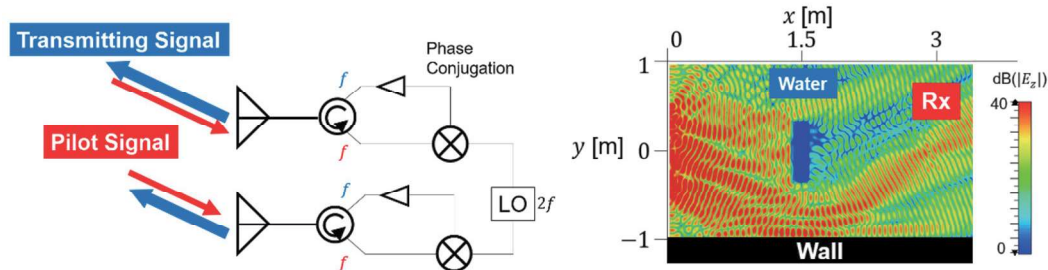 Transmitting Signal
Pilot Signal
Phase
Conjugation
f
f
f
f
LO
2f
x [m]
0
1.5
3
1
y [m]
0
−1
Water
Rx
Wall
dB(|E_z|)
40
0